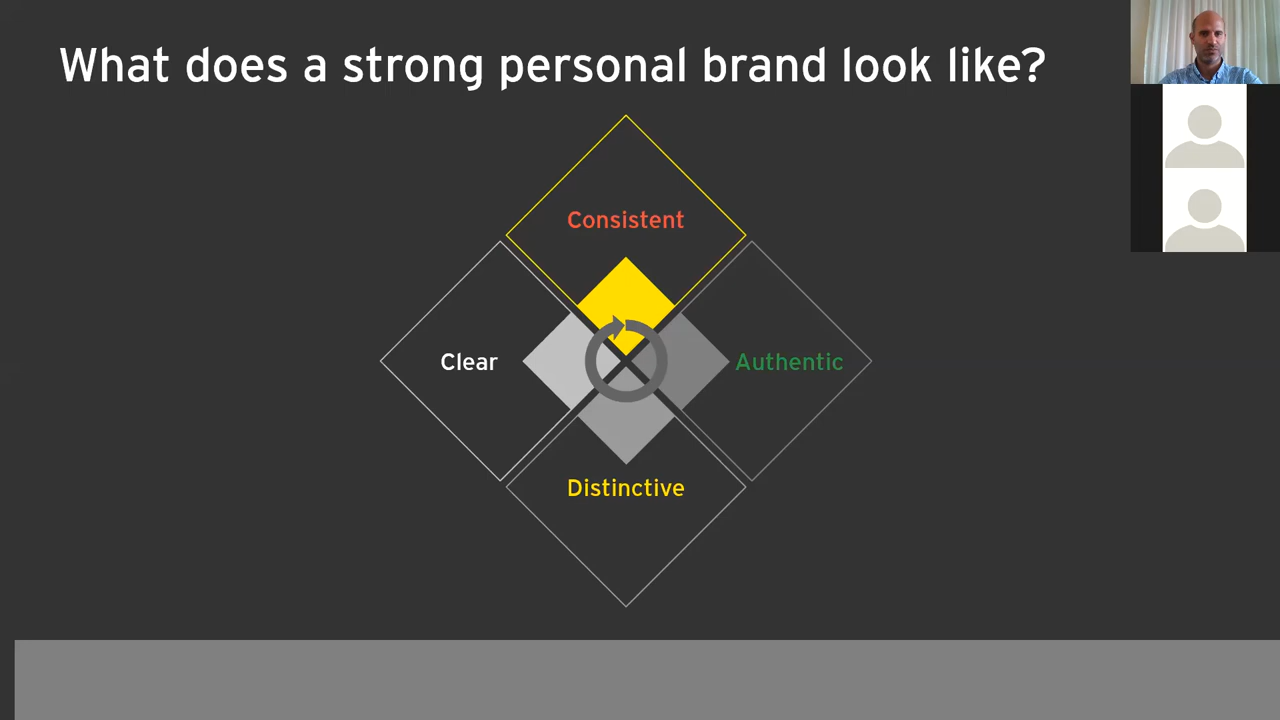 What does a strong personal brand look like?
Consistent
Clear
Authentic
Distinctive